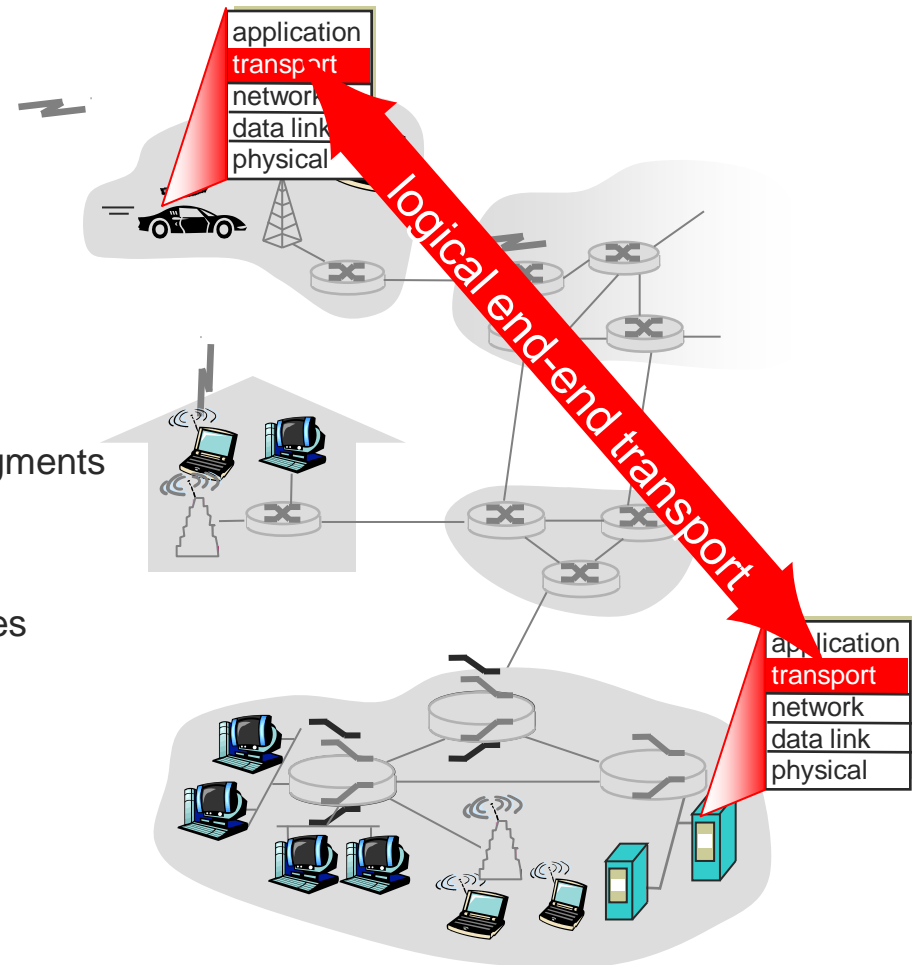 application
transport
network
data link
physical
logical end-end transport
gments
es
application
transport
network
data link
physical